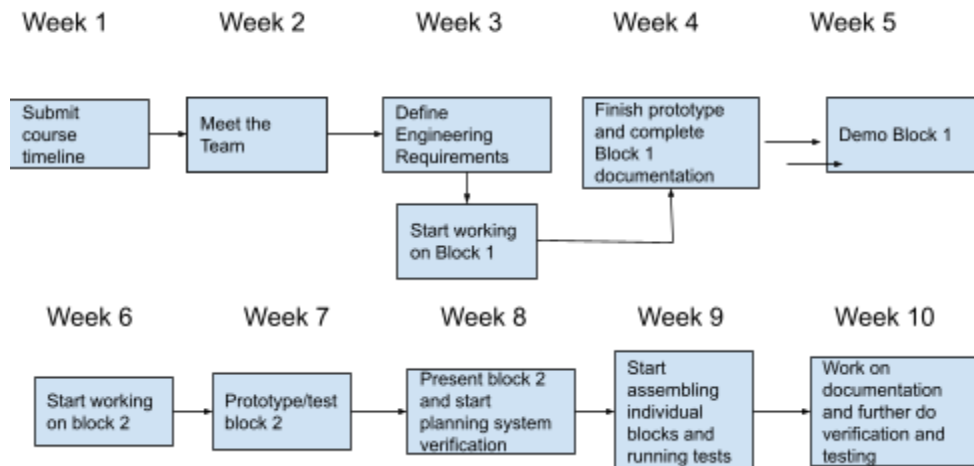 Week 1
Week 2
Week 3
Week 4
Week 5
Submit
course
timeline
Meet the
Team
Define
Engineering
Requirements
Start working
on Block 1
Finish prototype
and complete
Block 1
documentation
Demo Block 1
Week 6
Week 7
Week 8
Week 9
Week 10
Start working
on block 2
Prototype/test
block 2
Present block 2
and start
planning system
verification
Start
assembling
individual
blocks and
running tests
Work on
documentation
and further do
verification and
testing